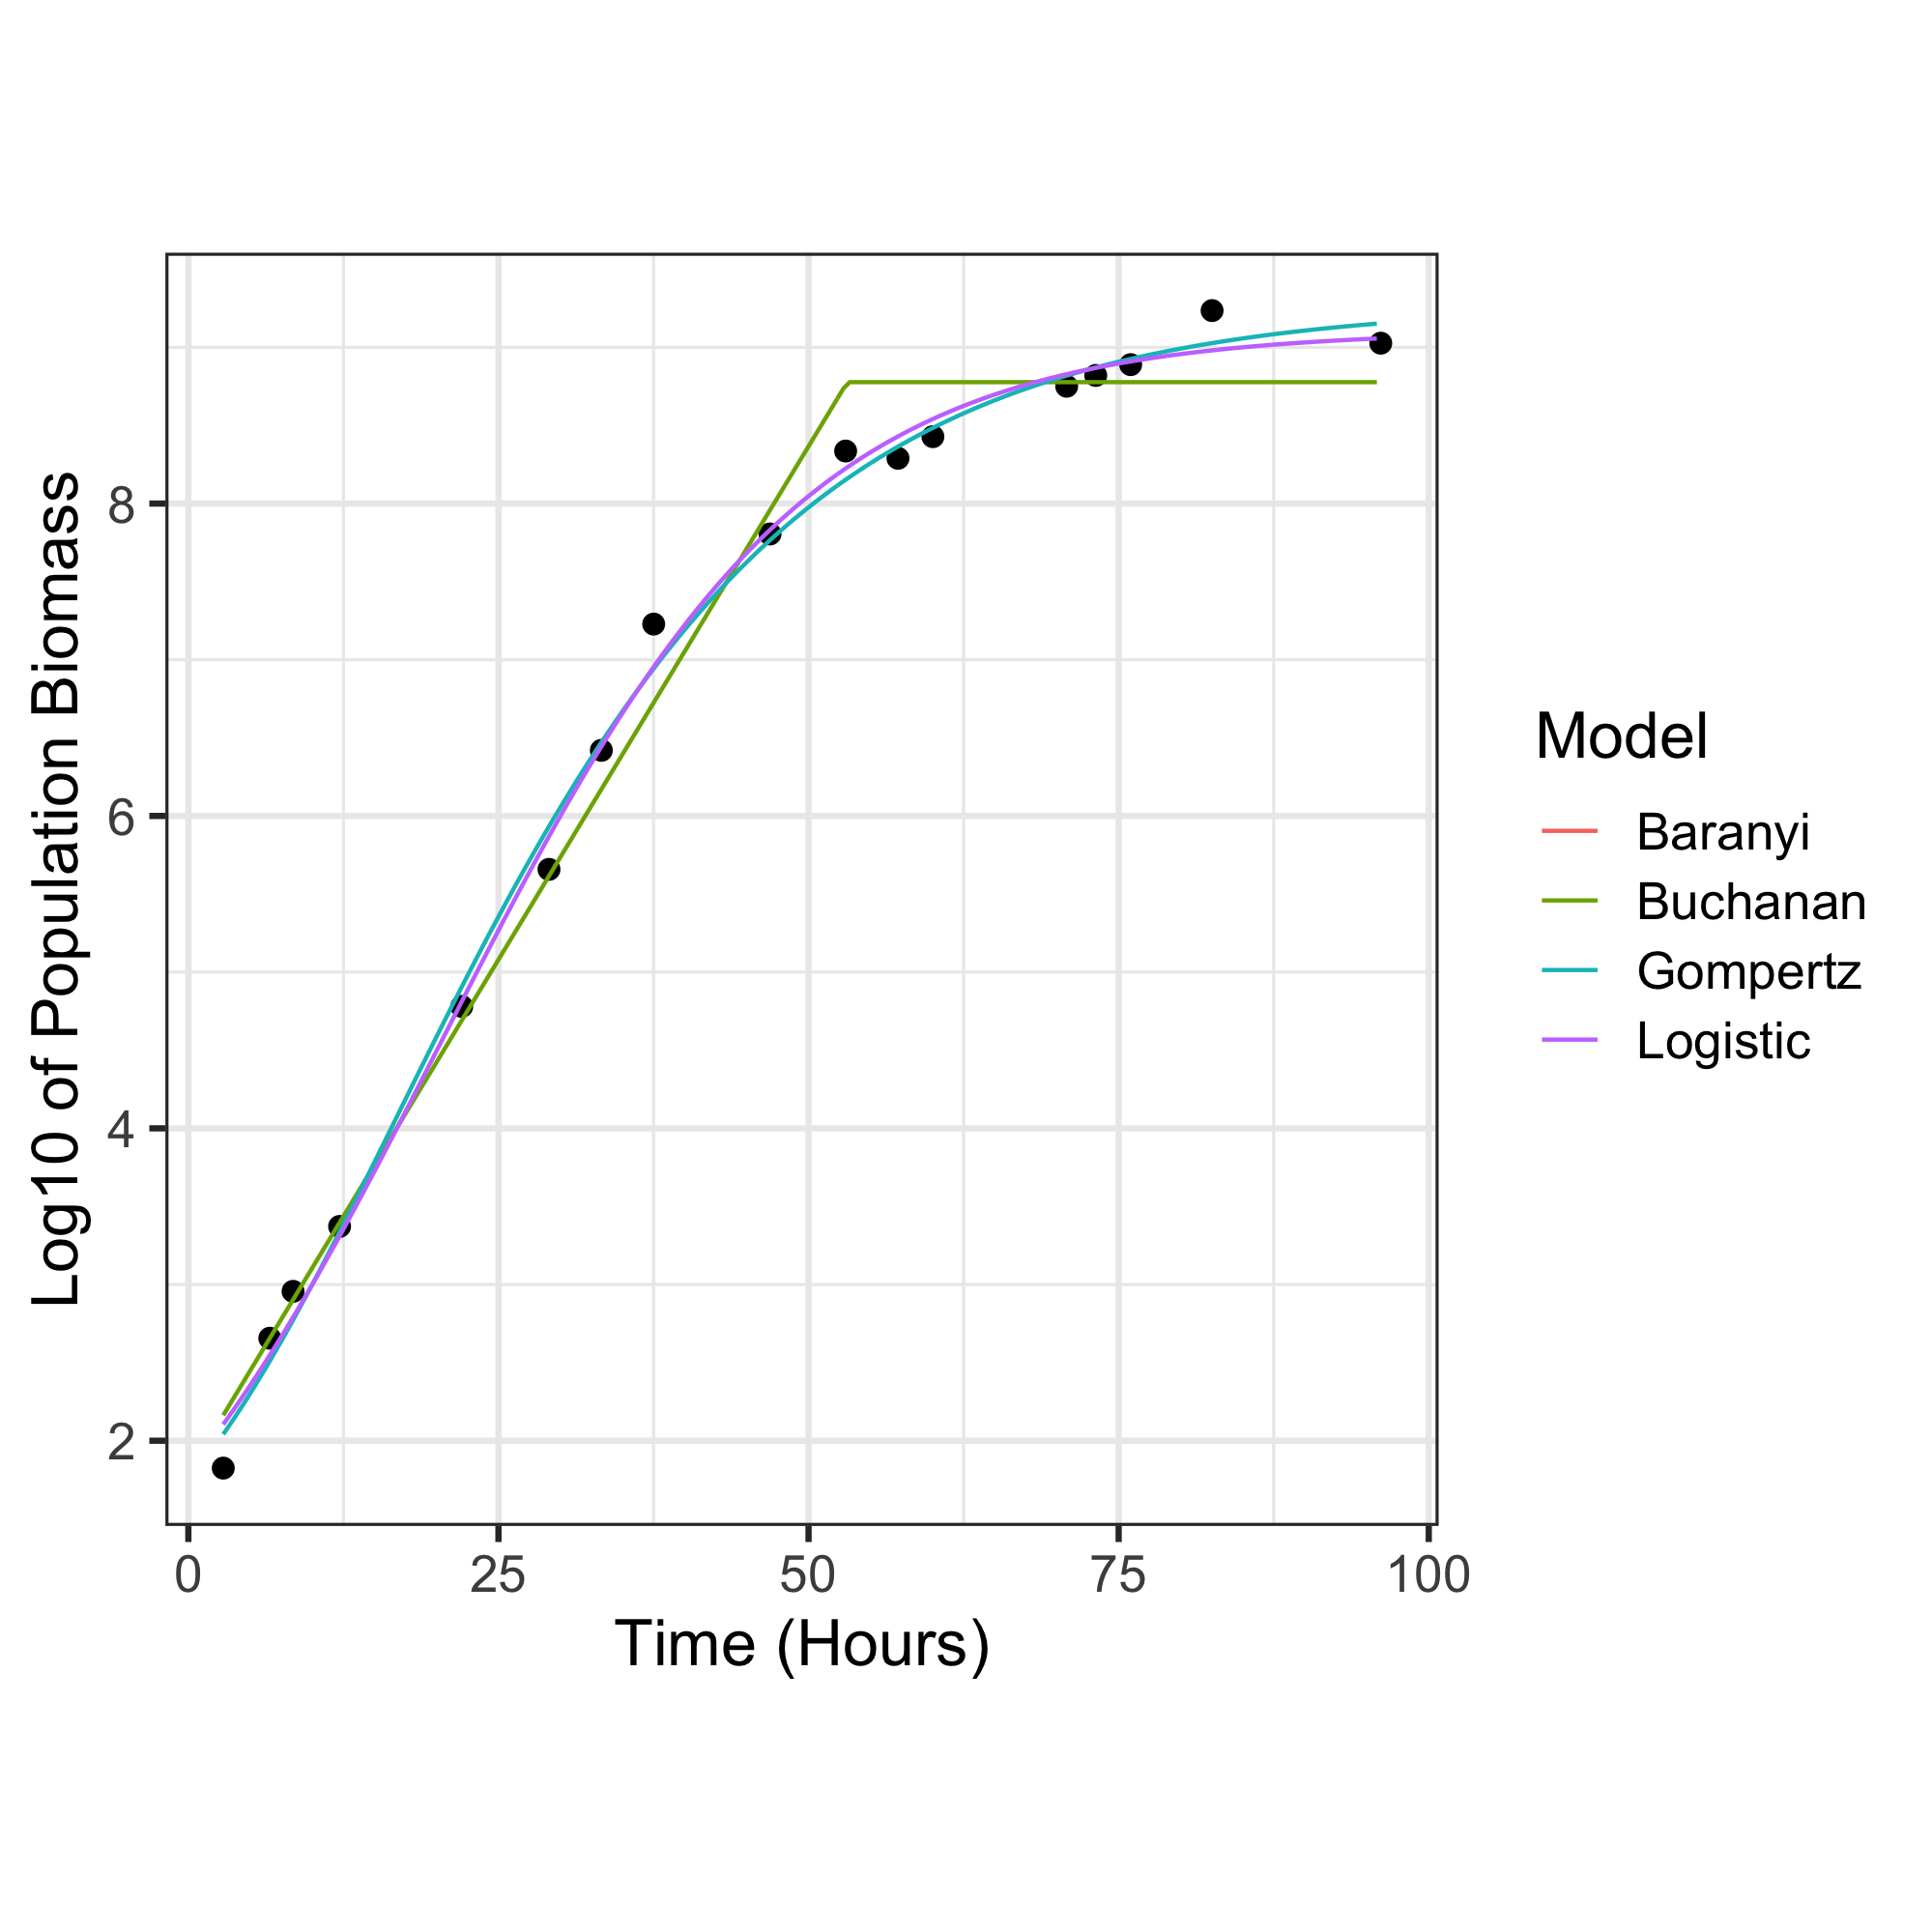 Log10 of Population Biomass
8
6
4
2
0 25 50 75 100
Time (Hours)
Model
Baranyi
Buchanan
Gompertz
Logistic